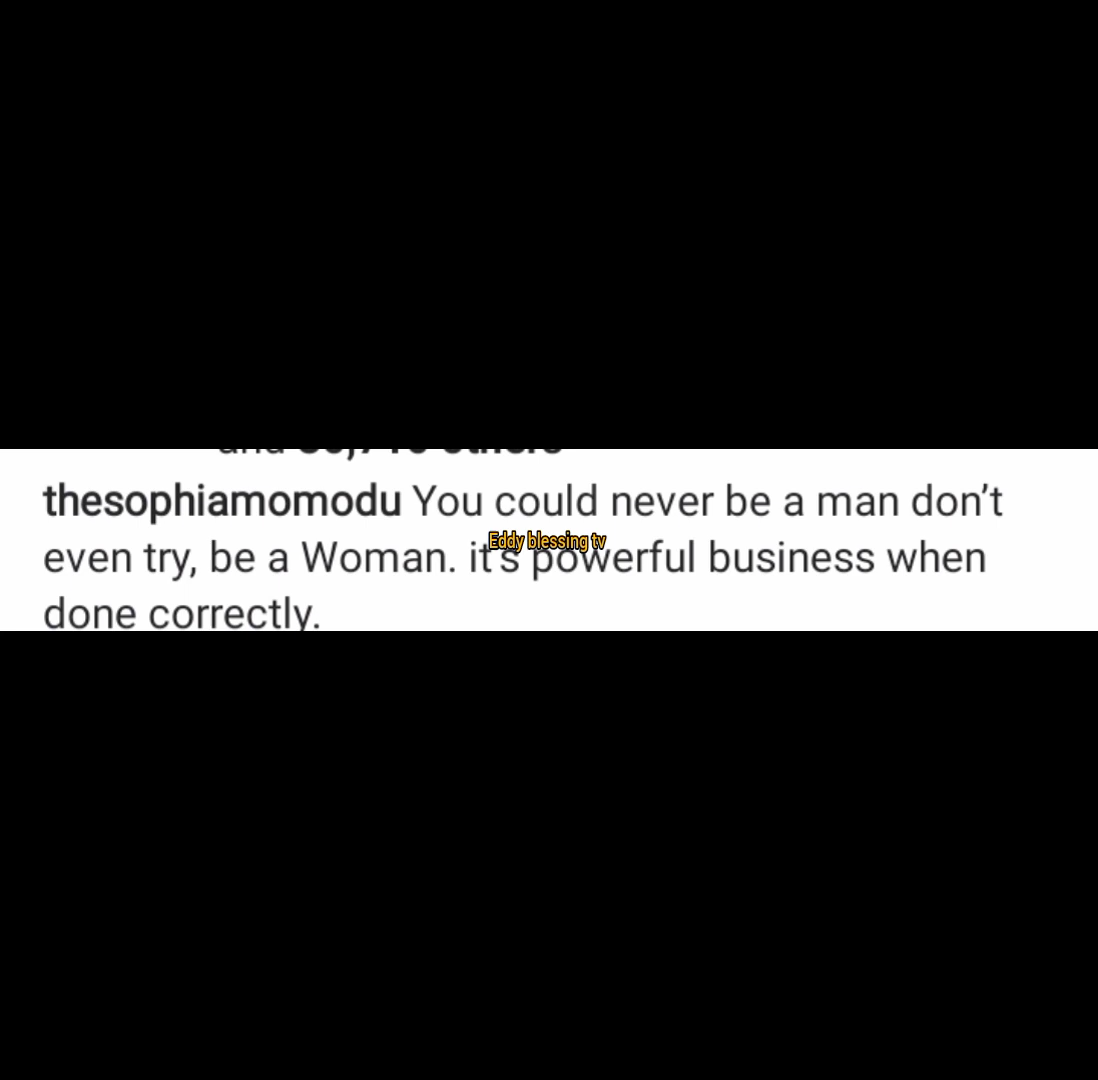 thesophiamomodu You could never be a man don't
even try, be a Woman. it's powerful business when
done correctly.
Eddy blessing tv